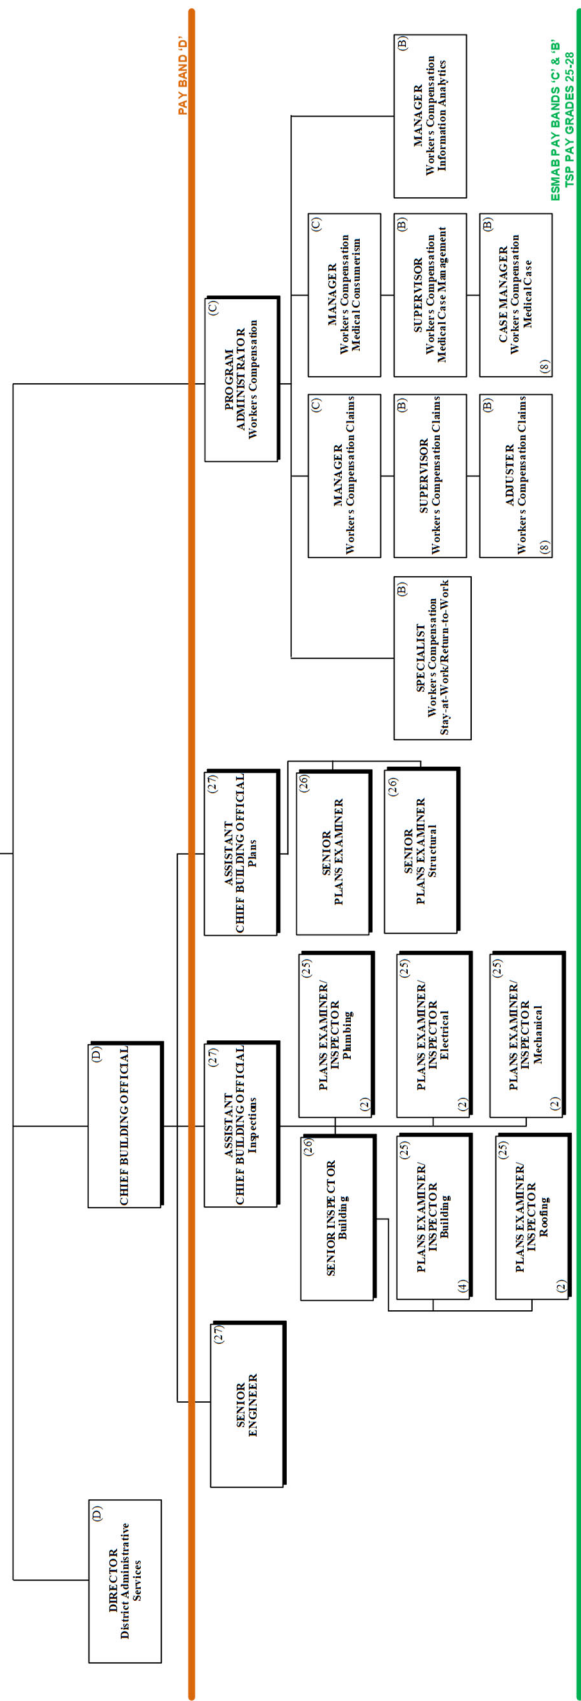 PAY BAND 'D'
(D)
DIRECTOR
District Administrative
Services
(D)
CHIEF BUILDING OFFICIAL
(27)
SENIOR
ENGINEER
(27)
ASSISTANT
CHIEF BUILDING OFFICIAL
Inspections
(26)
SENIOR INSPECTOR
Building
(25)
PLANS EXAMINER/
INSPECTOR
Building
(4)
(25)
PLANS EXAMINER/
INSPECTOR
Roofing
(2)
(25)
PLANS EXAMINER/
INSPECTOR
Plumbing
(2)
(25)
PLANS EXAMINER/
INSPECTOR
Electrical
(2)
(25)
PLANS EXAMINER/
INSPECTOR
Mechanical
(2)
(27)
ASSISTANT
CHIEF BUILDING OFFICIAL
Plans
(26)
SENIOR
PLANS EXAMINER
(26)
SENIOR
PLANS EXAMINER
Structural
(C)
PROGRAM
ADMINISTRATOR
Workers Compensation
(B)
SPECIALIST
Workers Compensation
Stay-at-Work/Return-to-Work
(C)
MANAGER
Workers Compensation Claims
(B)
SUPERVISOR
Workers Compensation Claims
(B)
ADJUSTER
Workers Compensation Claims
(8)
(C)
MANAGER
Workers Compensation
Medical Consumerism
(B)
SUPERVISOR
Workers Compensation
Medical Case Management
(B)
CASE MANAGER
Workers Compensation
Medical Case
(8)
(B)
MANAGER
Workers Compensation
Information Analytics
ESMAB PAY BANDS 'C' & 'B'
TSP PAY GRADES 25-28